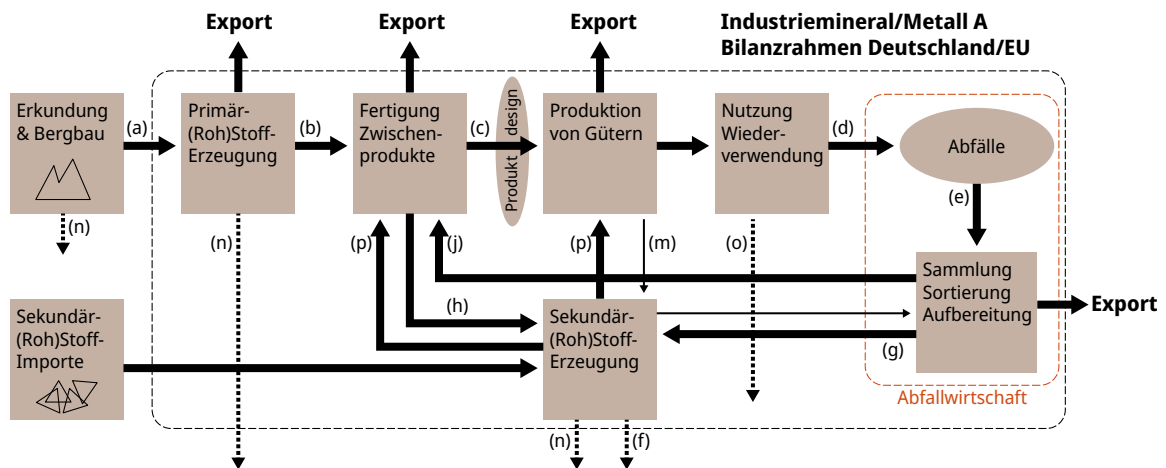 Export
Export
Export
Industriemineral/Metall A
Bilanzrahmen Deutschland/EU
Erkundung
& Bergbau
(a)
Primär-
(Roh)Stoff-
Erzeugung
(b)
Fertigung
Zwischen-
produkte
(c)
Produkt design
Produktion
von Gütern
Nutzung
Wieder-
verwendung
(d)
Abfälle
(e)
(n)
(n)
(p)
(j)
(p)
(m)
(o)
(h)
Sekundär-
(Roh)Stoff-
Importe
Sekundär-
(Roh)Stoff-
Erzeugung
(g)
Sammlung
Sortierung
Aufbereitung
Export
Abfallwirtschaft
(n)
(f)